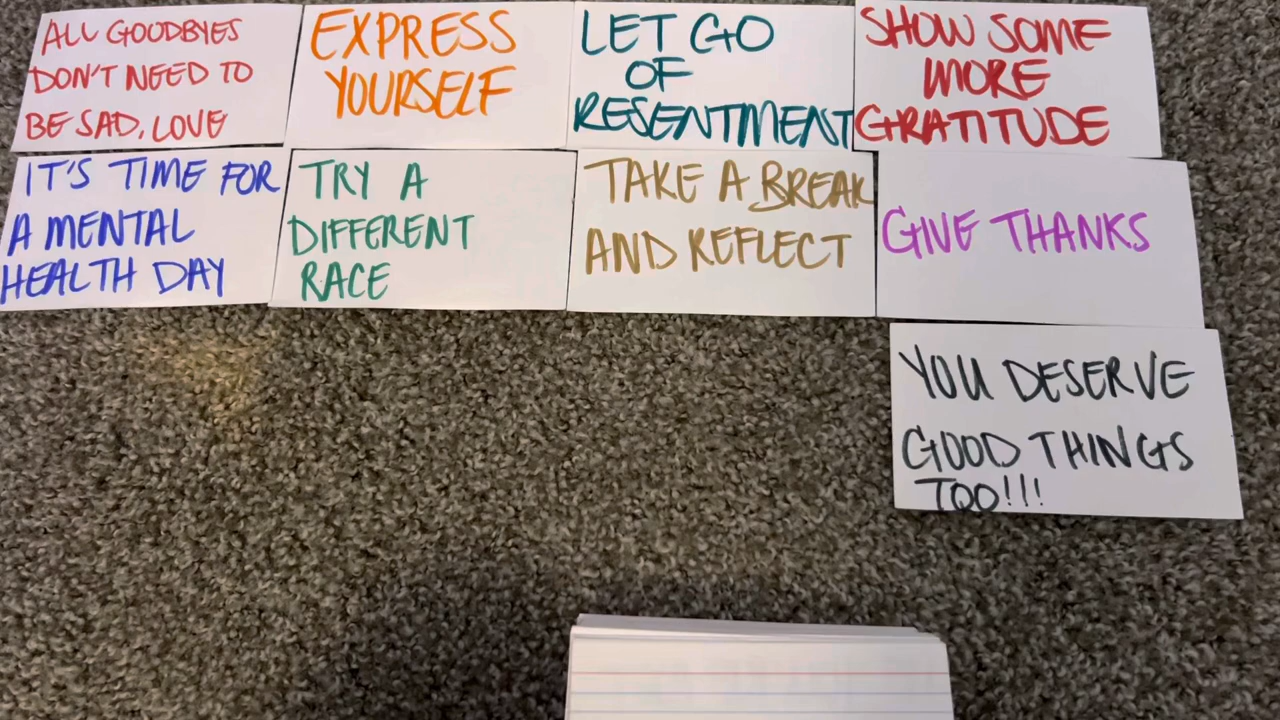 ALL GOODBYES
DON'T NEED TO
BE SAD, LOVE
EXPRESS
YOURSELF
LET GO
OF
RESENTMENT
SHOW SOME
MORE
GRATITUDE
IT'S TIME FOR
A MENTAL
HEALTH DAY
TRY A
DIFFERENT
RACE
TAKE A BREAK
AND REFLECT
GIVE THANKS
YOU DESERVE
GOOD THINGS
TOO!!!